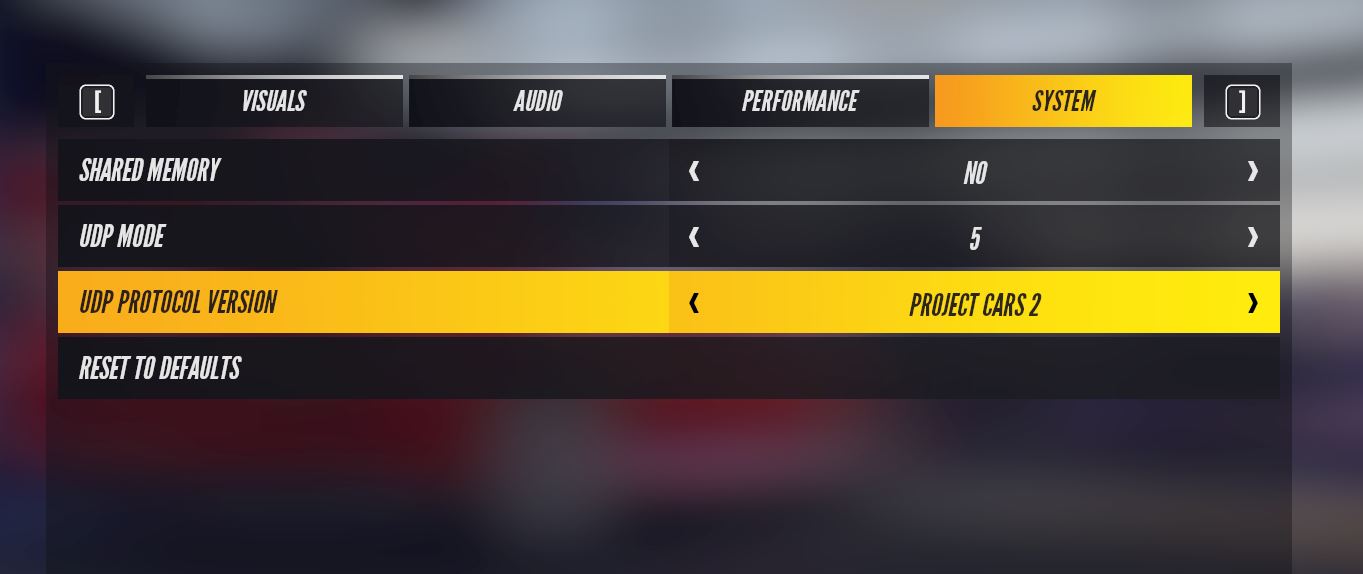 [ VISUALS AUDIO PERFORMANCE SYSTEM ]
SHARED MEMORY NO
UDP MODE 5
UDP PROTOCOL VERSION PROJECT CARS 2
RESET TO DEFAULTS